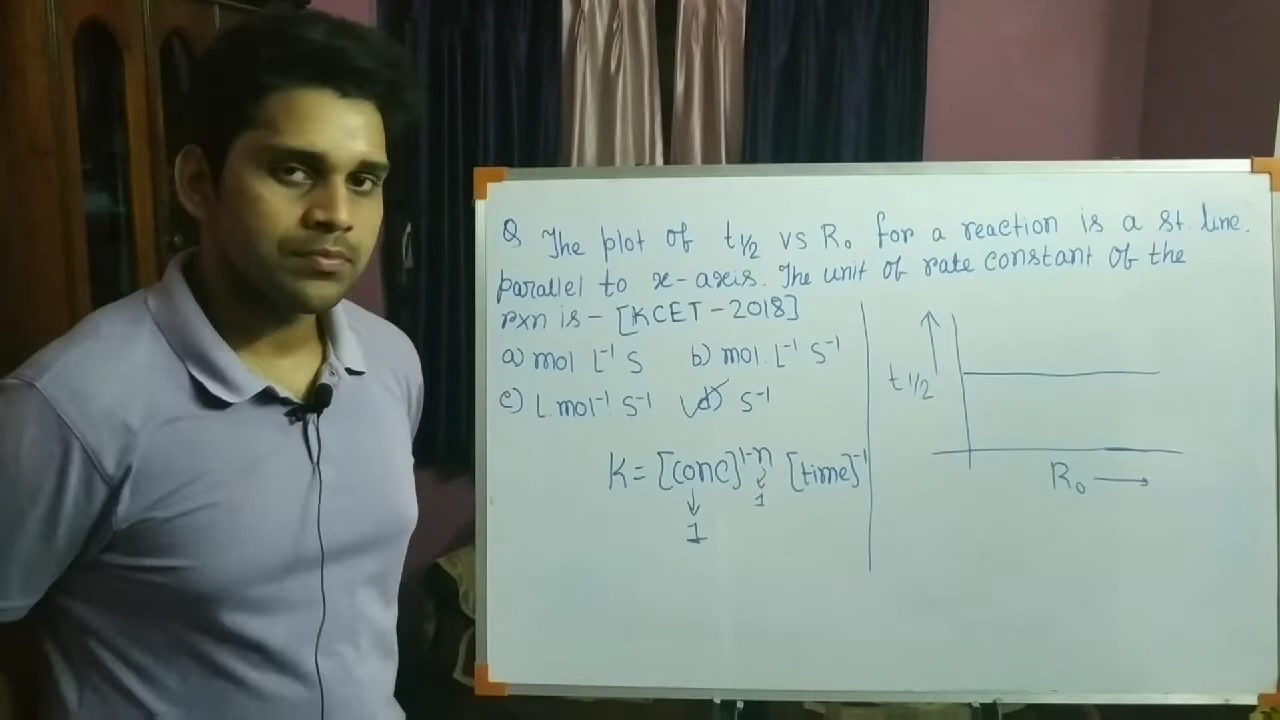 Q The plot of t1/2 vs R₀ for a reaction is a st. line.
parallel to x-axis. The unit of rate constant of the
rxn is - [KCET-2018]
a) mol L⁻¹ S b) mol. L⁻¹ S⁻¹
c) L.mol⁻¹ S⁻¹ d) S⁻¹
K = [conc]¹⁻ⁿ [time]⁻¹
1
1
t1/2
R₀